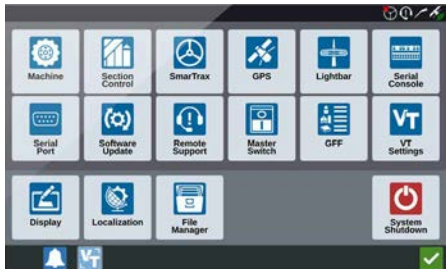 Machine
Section
Control
SmarTrax
GPS
Lightbar
Serial
Console
Serial
Port
Software
Update
Remote
Support
Master
Switch
GFF
VT
VT
Settings
Display
Localization
File
Manager
System
Shutdown
VT